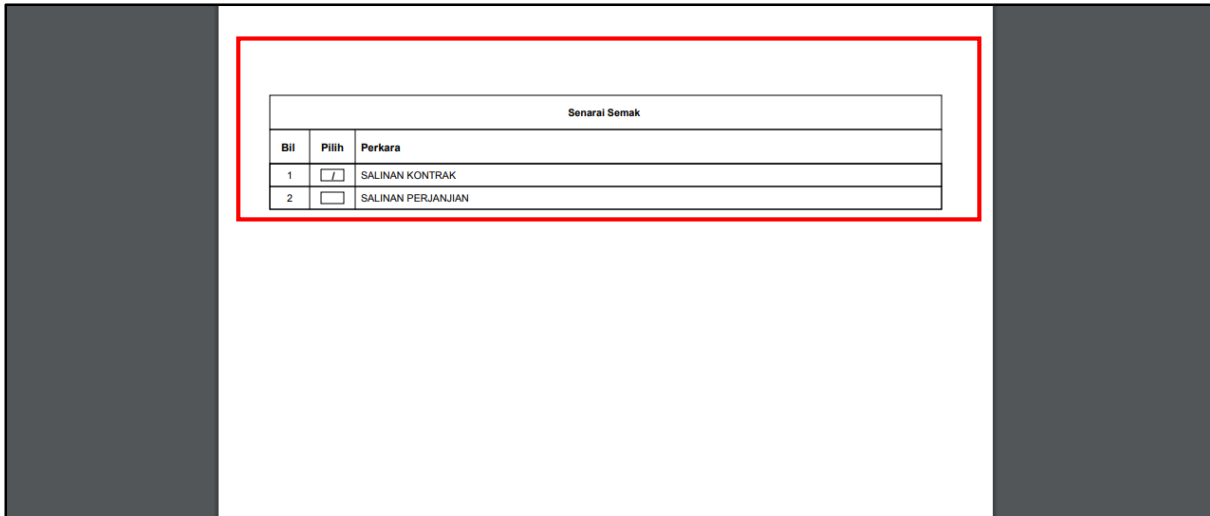 Senarai Semak
Bil Pilih Perkara
1 / SALINAN KONTRAK
2 SALINAN PERJANJIAN